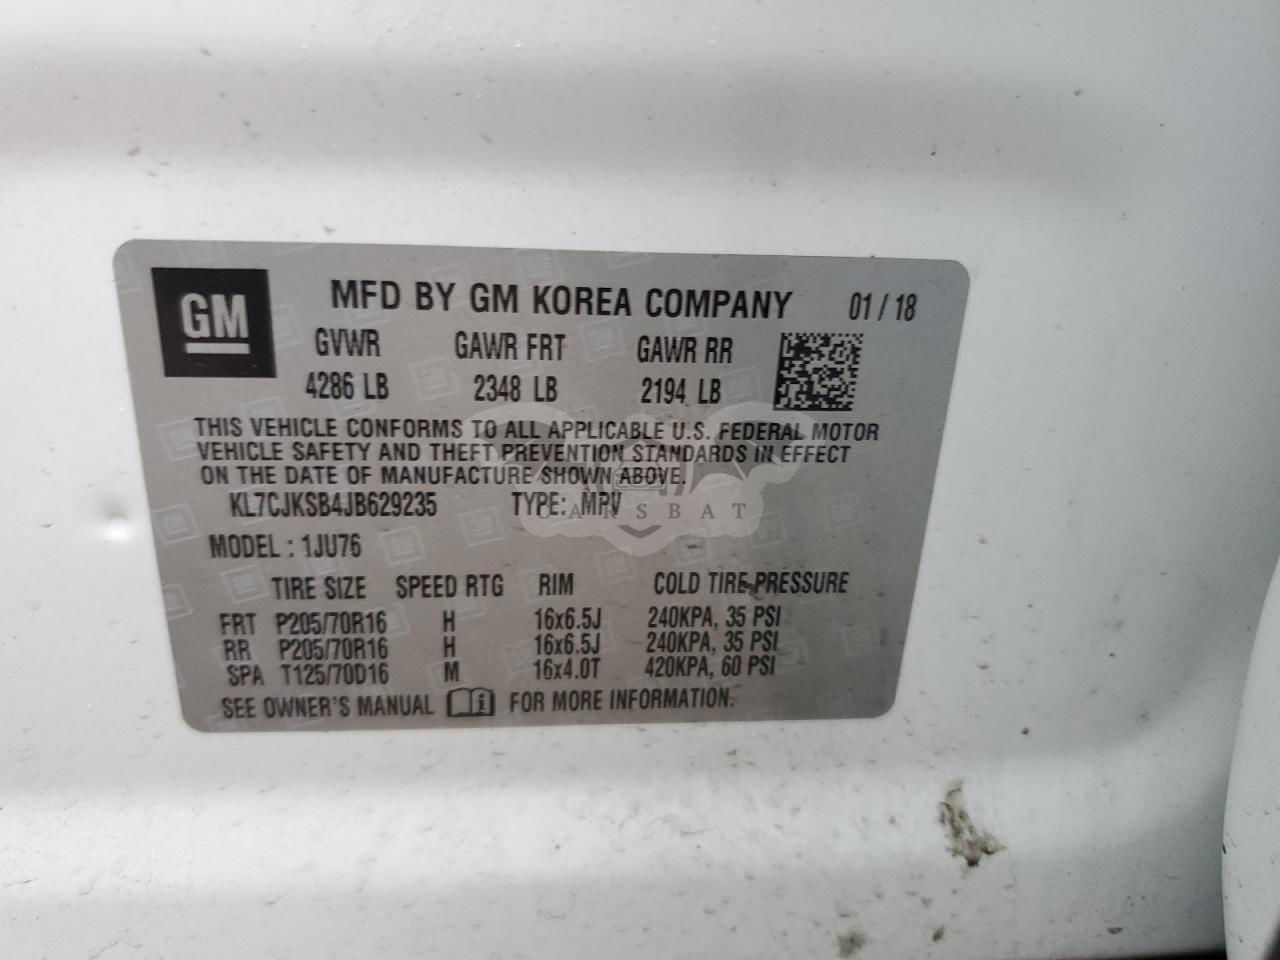 GM
MFD BY GM KOREA COMPANY 01 / 18
GVWR GAWR FRT GAWR RR
4286 LB 2348 LB 2194 LB
THIS VEHICLE CONFORMS TO ALL APPLICABLE U.S. FEDERAL MOTOR
VEHICLE SAFETY AND THEFT PREVENTION STANDARDS IN EFFECT
ON THE DATE OF MANUFACTURE SHOWN ABOVE.
KL7CJKSB4JB629235 TYPE: MPV
CARSBAT
MODEL : 1JU76
TIRE SIZE SPEED RTG RIM COLD TIRE PRESSURE
FRT P205/70R16 H 16x6.5J 240KPA, 35 PSI
RR P205/70R16 H 16x6.5J 240KPA, 35 PSI
SPA T125/70D16 M 16x4.0T 420KPA, 60 PSI
SEE OWNER'S MANUAL FOR MORE INFORMATION.